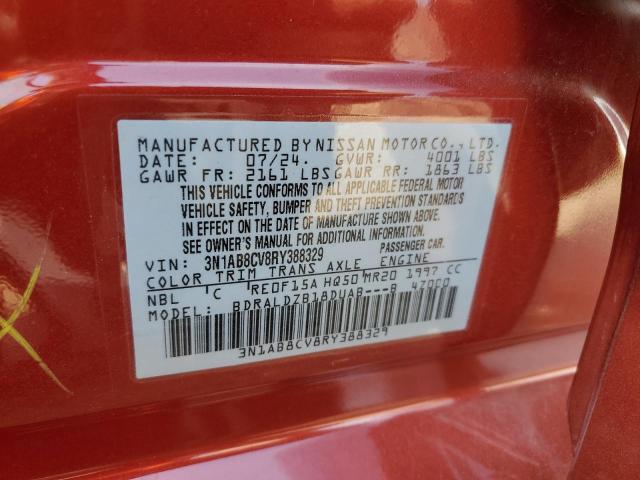 MANUFACTURED BY NISSAN MOTOR CO., LTD.
DATE: 07/24. GVWR: 4001 LBS
GAWR FR: 2161 LBS GAWR RR: 1863 LBS
THIS VEHICLE CONFORMS TO ALL APPLICABLE FEDERAL MOTOR
VEHICLE SAFETY, BUMPER AND THEFT PREVENTION STANDARDS
IN EFFECT ON THE DATE OF MANUFACTURE SHOWN ABOVE.
SEE OWNER'S MANUAL FOR ADDITIONAL INFORMATION.
VIN: 3N1AB8CV8RY388329 PASSENGER CAR.
COLOR TRIM TRANS AXLE ENGINE
NBL C RE0F15A HQ50 MR20 1997 CC
MODEL: BDRALDZB18DUAB---B 47000
3N1AB8CV8RY388329